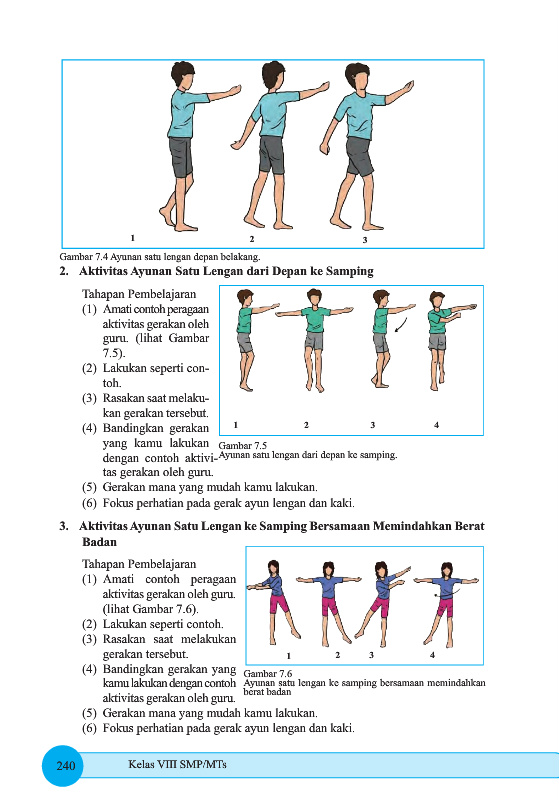 1 2 3
Gambar 7.4 Ayunan satu lengan depan belakang.
2. Aktivitas Ayunan Satu Lengan dari Depan ke Samping
Tahapan Pembelajaran
(1) Amati contoh peragaan
aktivitas gerakan oleh
guru. (lihat Gambar
7.5).
(2) Lakukan seperti con-
toh.
(3) Rasakan saat melaku-
kan gerakan tersebut.
(4) Bandingkan gerakan
yang kamu lakukan
dengan contoh aktivi-
tas gerakan oleh guru.
1 2 3 4
Gambar 7.5
Ayunan satu lengan dari depan ke samping.
(5) Gerakan mana yang mudah kamu lakukan.
(6) Fokus perhatian pada gerak ayun lengan dan kaki.
3. Aktivitas Ayunan Satu Lengan ke Samping Bersamaan Memindahkan Berat
Badan
Tahapan Pembelajaran
(1) Amati contoh peragaan
aktivitas gerakan oleh guru.
(lihat Gambar 7.6).
(2) Lakukan seperti contoh.
(3) Rasakan saat melakukan
gerakan tersebut.
(4) Bandingkan gerakan yang
kamu lakukan dengan contoh
aktivitas gerakan oleh guru.
1 2 3 4
Gambar 7.6
Ayunan satu lengan ke samping bersamaan memindahkan
berat badan
(5) Gerakan mana yang mudah kamu lakukan.
(6) Fokus perhatian pada gerak ayun lengan dan kaki.
240 Kelas VIII SMP/MTs